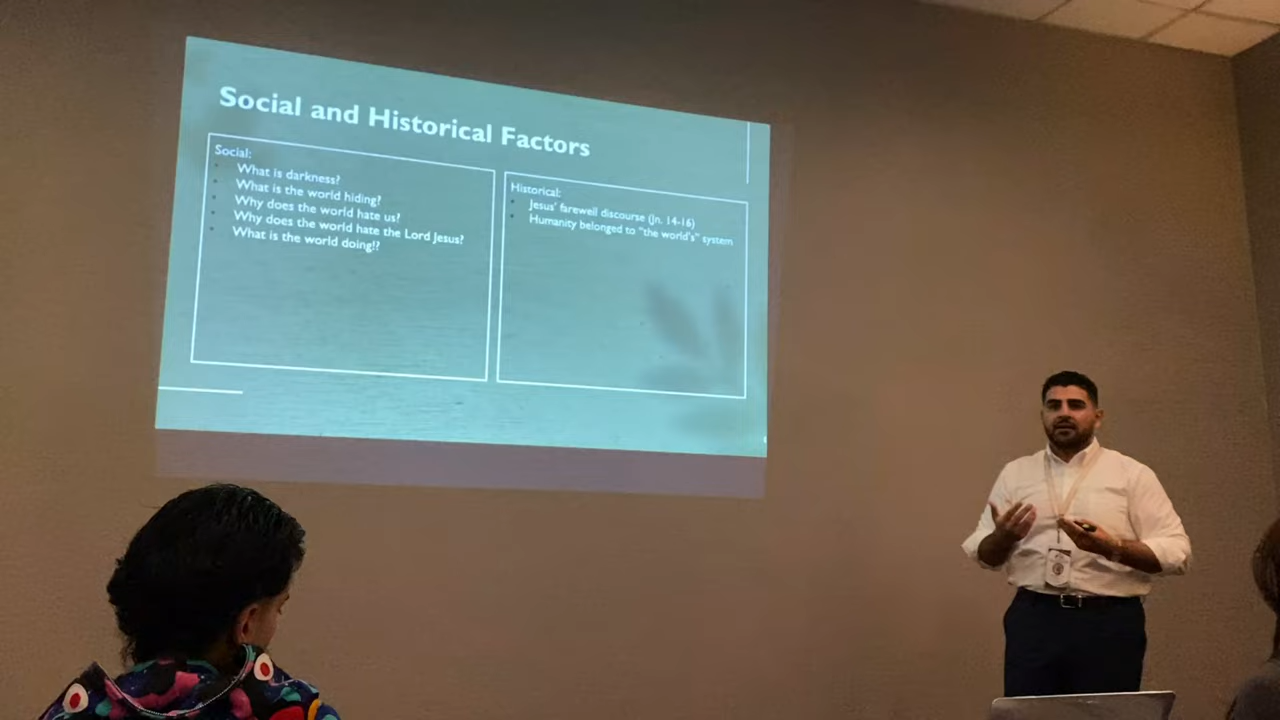 Social and Historical Factors
Social:
• What is darkness?
• What is the world hiding?
• Why does the world hate us?
• Why does the world hate the Lord Jesus?
• What is the world doing!?
Historical:
• Jesus' farewell discourse (Jn. 14-16)
• Humanity belonged to "the world's" system